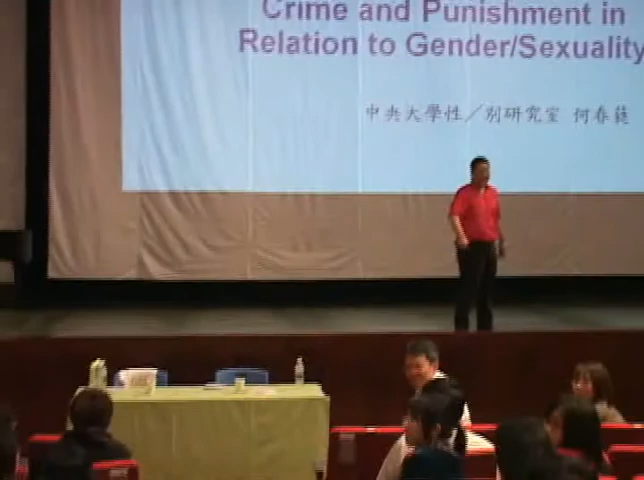 Crime and Punishment in
Relation to Gender/Sexuality
中央大學性／別研究室 何春蕤